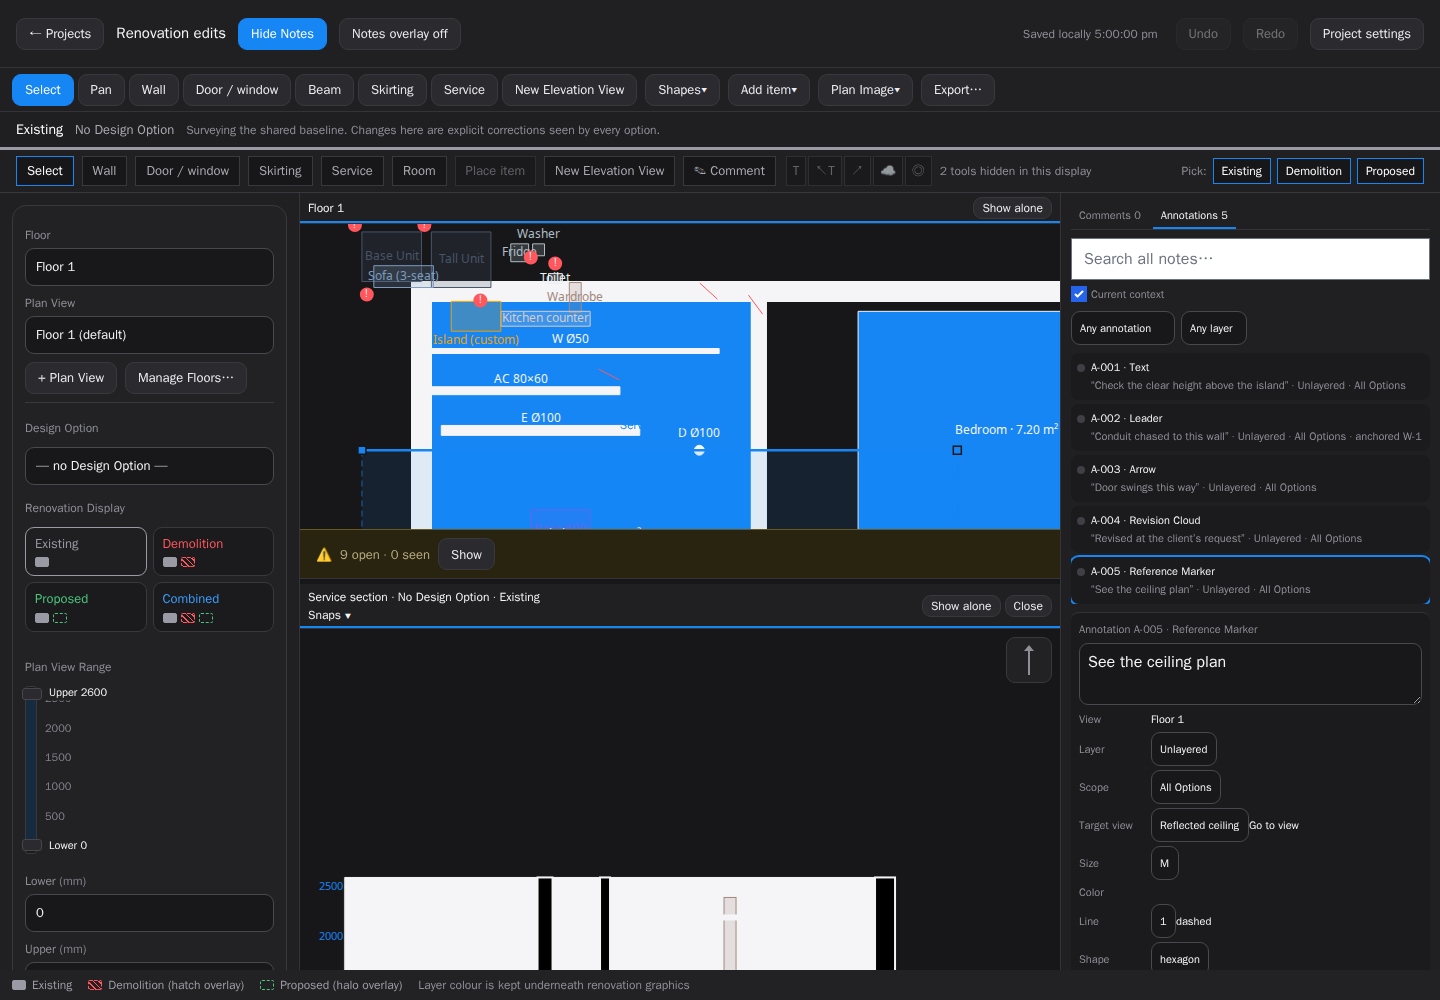 ← Projects
Renovation edits
Hide Notes
Notes overlay off
Saved locally 5:00:00 pm
Undo
Redo
Project settings
Select
Pan
Wall
Door / window
Beam
Skirting
Service
New Elevation View
Shapes▾
Add item▾
Plan Image▾
Export⋯
Existing
No Design Option
Surveying the shared baseline. Changes here are explicit corrections seen by every option.
Select
Wall
Door / window
Skirting
Service
Room
Place item
New Elevation View
✎ Comment
T
↖T
↗
2 tools hidden in this display
Pick:
Existing
Demolition
Proposed
Floor
Floor 1
Plan View
Floor 1 (default)
+ Plan View
Manage Floors⋯
Design Option
— no Design Option —
Renovation Display
Existing
Demolition
Proposed
Combined
Plan View Range
Upper 2600
2000
1500
1000
500
Lower 0
Lower (mm)
0
Upper (mm)
Floor 1
Show alone
Washer
Fridge
Base Unit
Tall Unit
Sofa (3-seat)
Toilet
Wardrobe
Kitchen counter
Island (custom)
W Ø50
AC 80×60
E Ø100
D Ø100
Bedroom · 7.20 m²
⚠️ 9 open · 0 seen
Show
Service section · No Design Option · Existing
Snaps ▾
Show alone
Close
2500
2000
Comments 0
Annotations 5
Search all notes⋯
Current context
Any annotation
Any layer
A-001 · Text
"Check the clear height above the island" · Unlayered · All Options
A-002 · Leader
"Conduit chased to this wall" · Unlayered · All Options · anchored W-1
A-003 · Arrow
"Door swings this way" · Unlayered · All Options
A-004 · Revision Cloud
"Revised at the client's request" · Unlayered · All Options
A-005 · Reference Marker
"See the ceiling plan" · Unlayered · All Options
Annotation A-005 · Reference Marker
See the ceiling plan
View
Floor 1
Layer
Unlayered
Scope
All Options
Target view
Reflected ceiling
Go to view
Size
M
Color
Line
1
dashed
Shape
hexagon
Existing
Demolition (hatch overlay)
Proposed (halo overlay)
Layer colour is kept underneath renovation graphics